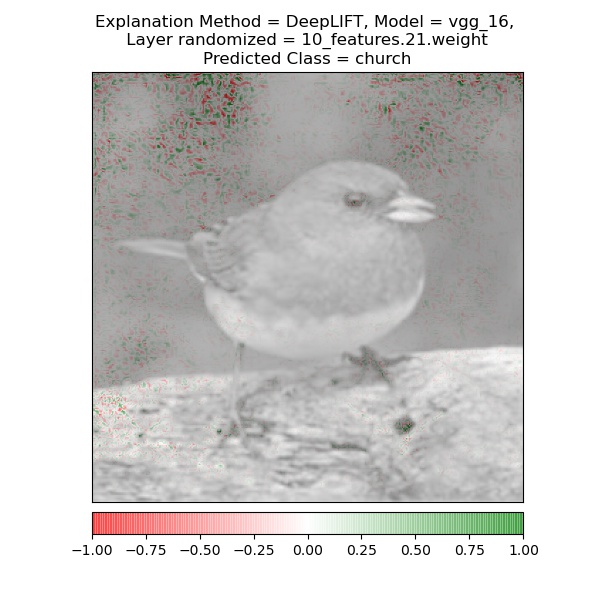 Explanation Method = DeepLIFT, Model = vgg_16,
Layer randomized = 10_features.21.weight
Predicted Class = church
−1.00 −0.75 −0.50 −0.25 0.00 0.25 0.50 0.75 1.00